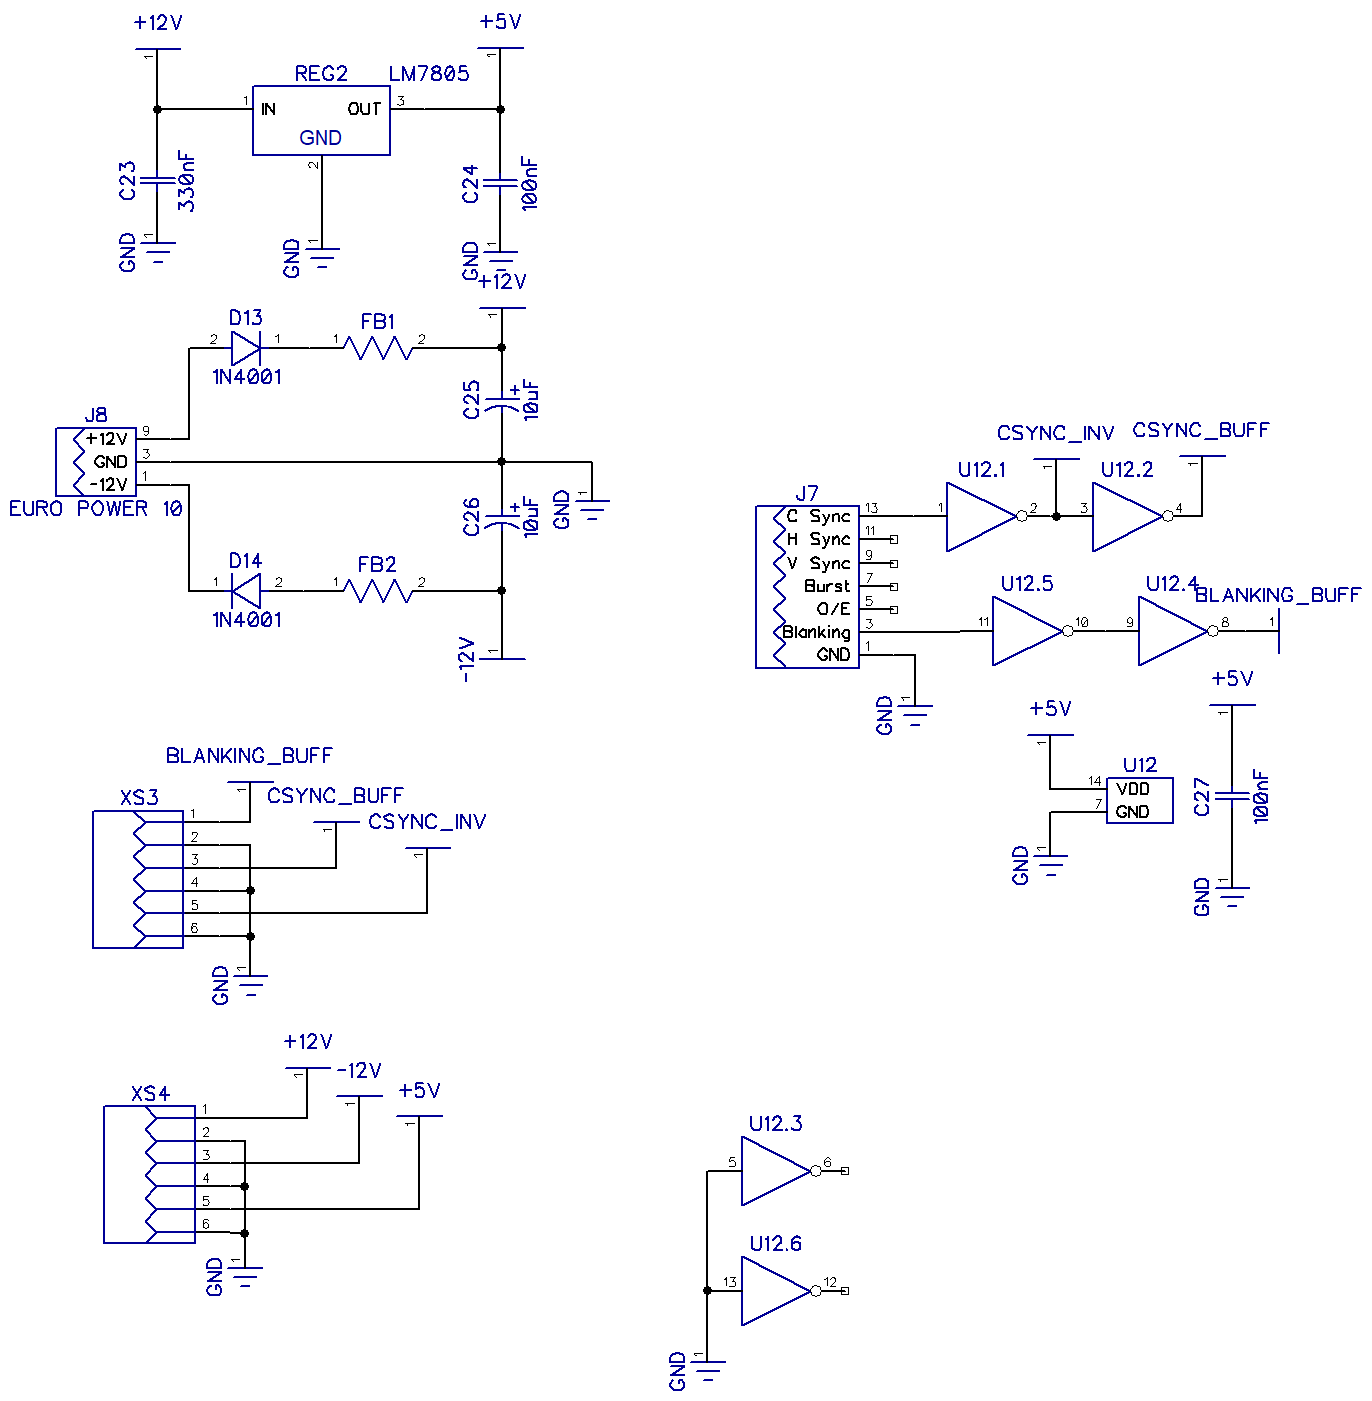 +12V
1
+5V
1
REG2 LM7805
1 IN OUT 3
GND
2
C23
330nF
C24
100nF
GND 1
GND 1
GND 1
+12V
1
D13
2 1
1N4001
FB1
1 2
C25
+
10uF
J8
+12V 9
GND 3
-12V 1
EURO POWER 10
C26
+
10uF
GND 1
D14
1 2
1N4001
FB2
1 2
-12V 1
CSYNC_INV
1
CSYNC_BUFF
1
J7
C Sync 13
H Sync 11
V Sync 9
Burst 7
O/E 5
Blanking 3
GND 1
GND 1
U12.1
1 2
U12.2
3 4
U12.5
11 10
U12.4
9 8
BLANKING_BUFF
1
+5V
1
U12
14 VDD
7 GND
GND 1
+5V
1
C27
100nF
GND 1
BLANKING_BUFF
1
CSYNC_BUFF
1
CSYNC_INV
1
XS3
1
2
3
4
5
6
GND 1
+12V
1
-12V
1
+5V
1
XS4
1
2
3
4
5
6
GND 1
U12.3
5 6
U12.6
13 12
GND 1